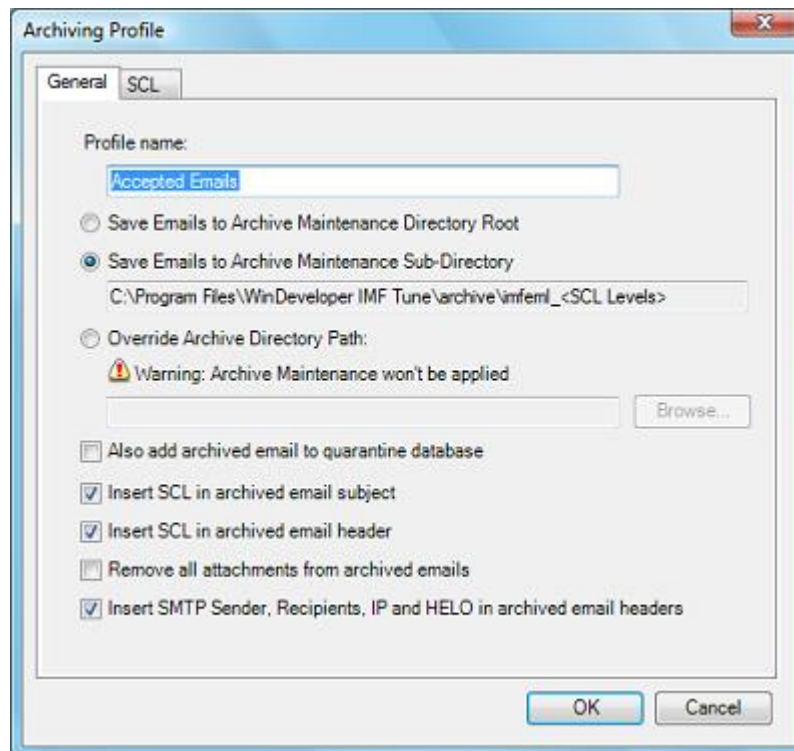 Archiving Profile
General SCL
Profile name:
Accepted Emails
Save Emails to Archive Maintenance Directory Root
Save Emails to Archive Maintenance Sub-Directory
C:\Program Files\WinDeveloper IMF Tune\archive\imfeml_<SCL Levels>
Override Archive Directory Path:
Warning: Archive Maintenance won't be applied
Browse...
Also add archived email to quarantine database
Insert SCL in archived email subject
Insert SCL in archived email header
Remove all attachments from archived emails
Insert SMTP Sender, Recipients, IP and HELO in archived email headers
OK Cancel